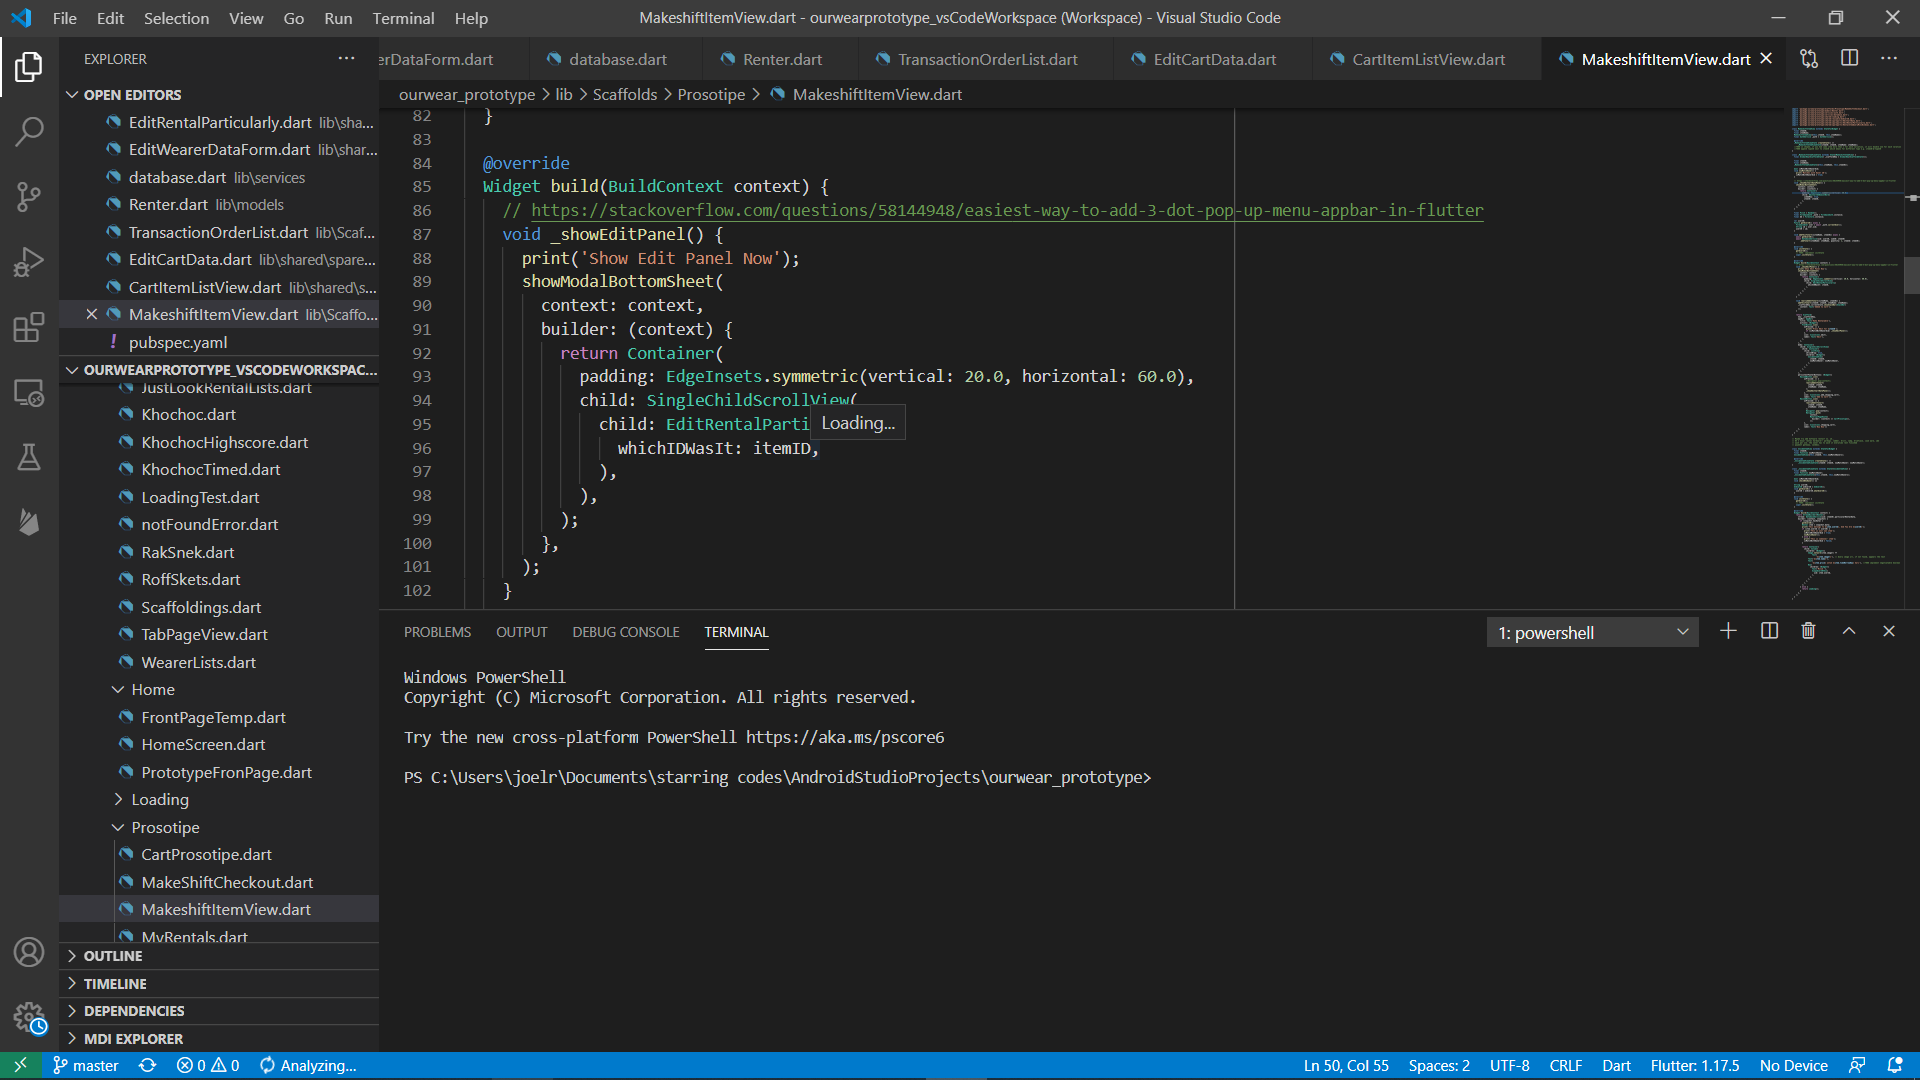 File Edit Selection View Go Run Terminal Help
MakeshiftItemView.dart - ourwearprototype_vsCodeWorkspace (Workspace) - Visual Studio Code
EXPLORER
OPEN EDITORS
EditRentalParticularly.dart lib\sha...
EditWearerDataForm.dart lib\shar...
database.dart lib\services
Renter.dart lib\models
TransactionOrderList.dart lib\Scaf...
EditCartData.dart lib\shared\spare...
CartItemListView.dart lib\shared\s...
MakeshiftItemView.dart lib\Scaffo...
! pubspec.yaml
OURWEARPROTOTYPE_VSCODEWORKSPAC...
JustLookRentalLists.dart
Khochoc.dart
KhochocHighscore.dart
KhochocTimed.dart
LoadingTest.dart
notFoundError.dart
RakSnek.dart
RoffSkets.dart
Scaffoldings.dart
TabPageView.dart
WearerLists.dart
Home
FrontPageTemp.dart
HomeScreen.dart
PrototypeFronPage.dart
Loading
Prosotipe
CartProsotipe.dart
MakeShiftCheckout.dart
MakeshiftItemView.dart
MyRentals.dart
OUTLINE
TIMELINE
DEPENDENCIES
MDI EXPLORER
erDataForm.dart database.dart Renter.dart TransactionOrderList.dart EditCartData.dart CartItemListView.dart MakeshiftItemView.dart
ourwear_prototype > lib > Scaffolds > Prosotipe > MakeshiftItemView.dart
82 }
83
84 @override
85 Widget build(BuildContext context) {
86 // https://stackoverflow.com/questions/58144948/easiest-way-to-add-3-dot-pop-up-menu-appbar-in-flutter
87 void _showEditPanel() {
88 print('Show Edit Panel Now');
89 showModalBottomSheet(
90 context: context,
91 builder: (context) {
92 return Container(
93 padding: EdgeInsets.symmetric(vertical: 20.0, horizontal: 60.0),
94 child: SingleChildScrollView(
95 child: EditRentalParti
Loading...
96 whichIDWasIt: itemID,
97 ),
98 ),
99 );
100 },
101 );
102 }
PROBLEMS OUTPUT DEBUG CONSOLE TERMINAL
1: powershell
Windows PowerShell
Copyright (C) Microsoft Corporation. All rights reserved.
Try the new cross-platform PowerShell https://aka.ms/pscore6
PS C:\Users\joelr\Documents\starring codes\AndroidStudioProjects\ourwear_prototype>
master 0 0 Analyzing...
Ln 50, Col 55 Spaces: 2 UTF-8 CRLF Dart Flutter: 1.17.5 No Device